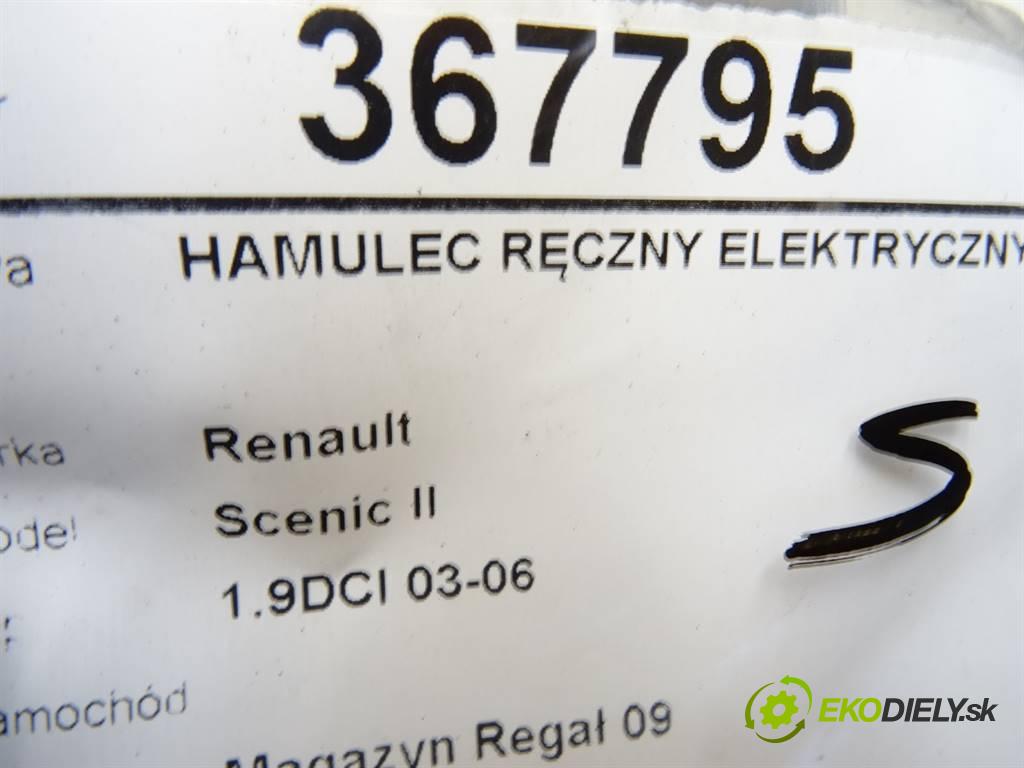 367795
HAMULEC RĘCZNY ELEKTRYCZNY
Renault
Scenic II
1.9DCI 03-06
S
Magazyn Regał 09
EKODIELY.sk